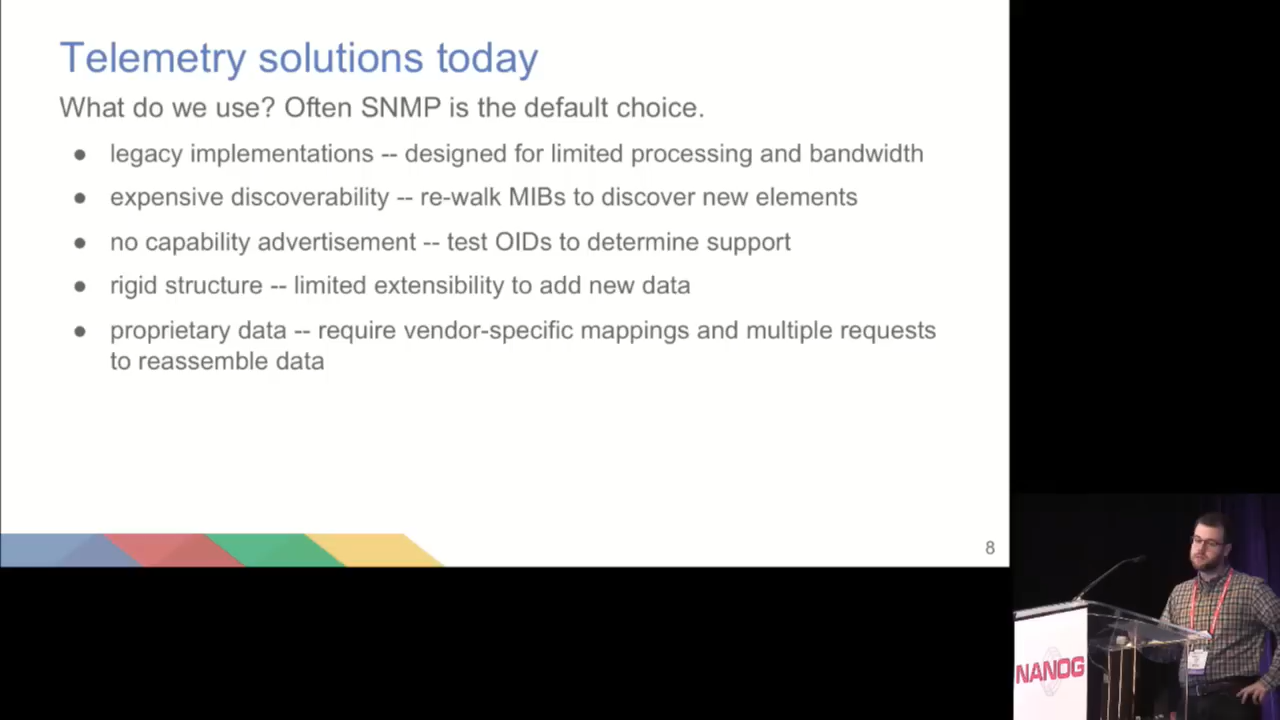 Telemetry solutions today
What do we use? Often SNMP is the default choice.
● legacy implementations -- designed for limited processing and bandwidth
● expensive discoverability -- re-walk MIBs to discover new elements
● no capability advertisement -- test OIDs to determine support
● rigid structure -- limited extensibility to add new data
● proprietary data -- require vendor-specific mappings and multiple requests
to reassemble data
8
NANOG